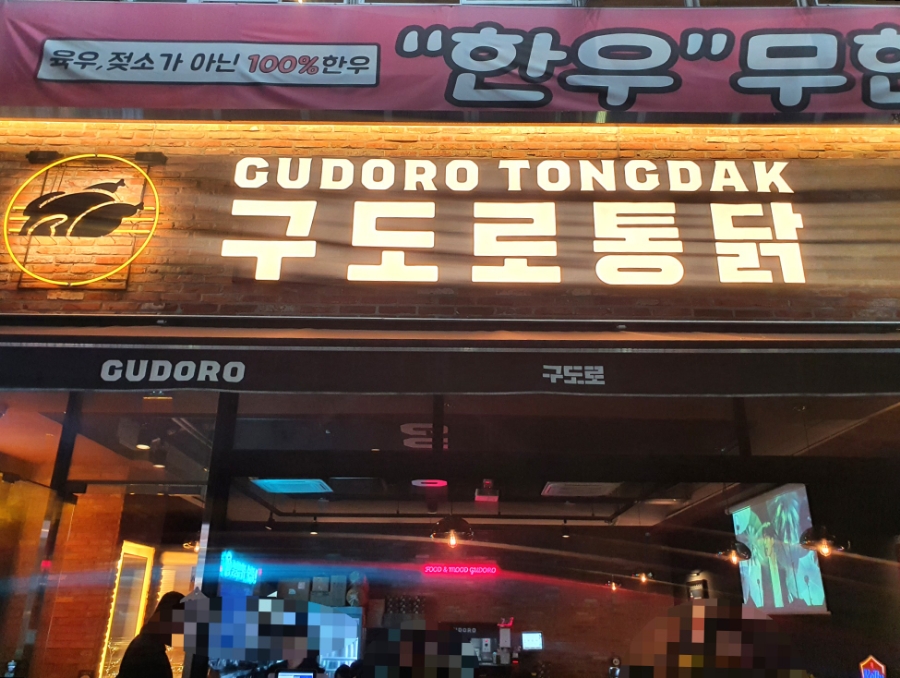 육우, 젖소가 아닌 100%한우
“한우”무한
GUDORO TONGDAK
구도로통닭
GUDORO
구도로
FOOD & MOOD GUDORO